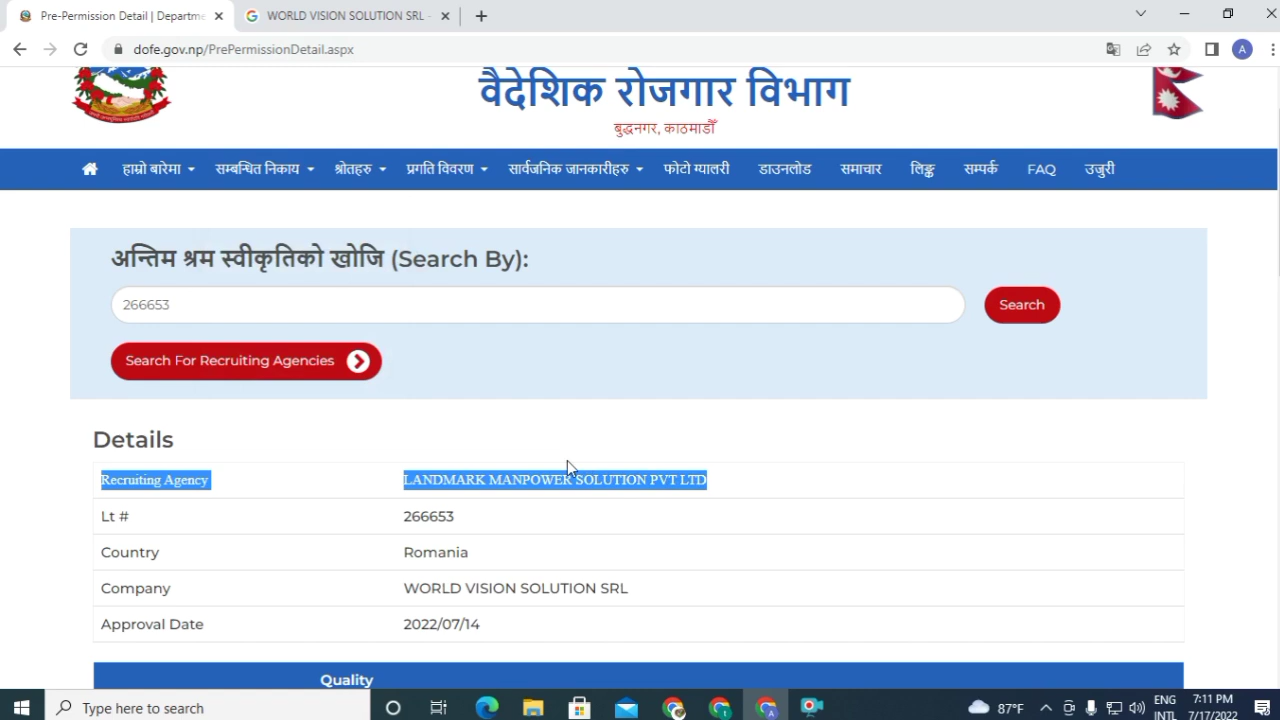 Pre-Permission Detail | Departme
WORLD VISION SOLUTION SRL -
dofe.gov.np/PrePermissionDetail.aspx
A
वैदेशिक रोजगार विभाग
बुद्धनगर, काठमाडौँ
हाम्रो बारेमा सम्बन्धित निकाय श्रोतहरु प्रगति विवरण सार्वजनिक जानकारीहरु फोटो ग्यालरी डाउनलोड समाचार लिङ्क सम्पर्क FAQ उजुरी
अन्तिम श्रम स्वीकृतिको खोजि (Search By):
266653
Search
Search For Recruiting Agencies
Details
Recruiting Agency LANDMARK MANPOWER SOLUTION PVT LTD
Lt # 266653
Country Romania
Company WORLD VISION SOLUTION SRL
Approval Date 2022/07/14
Quality
Type here to search
87°F
ENG
INTL
7:11 PM
7/17/2022